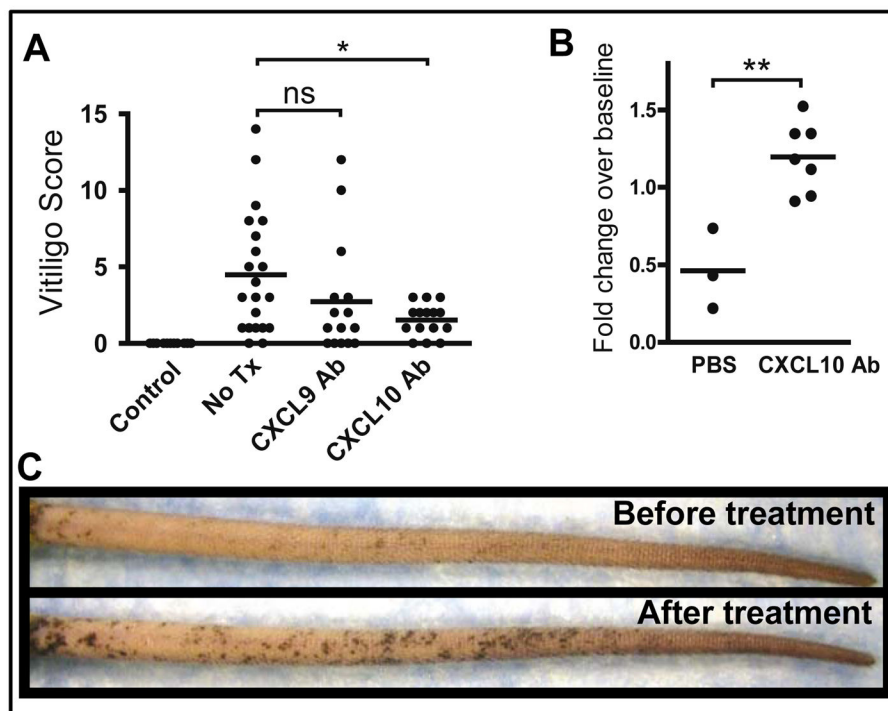 A
*
ns
15
10
5
0
Vitiligo Score
Control
No Tx
CXCL9 Ab
CXCL10 Ab
B
**
Fold change over baseline
1.5
1.0
0.5
0.0
PBS
CXCL10 Ab
C
Before treatment
After treatment